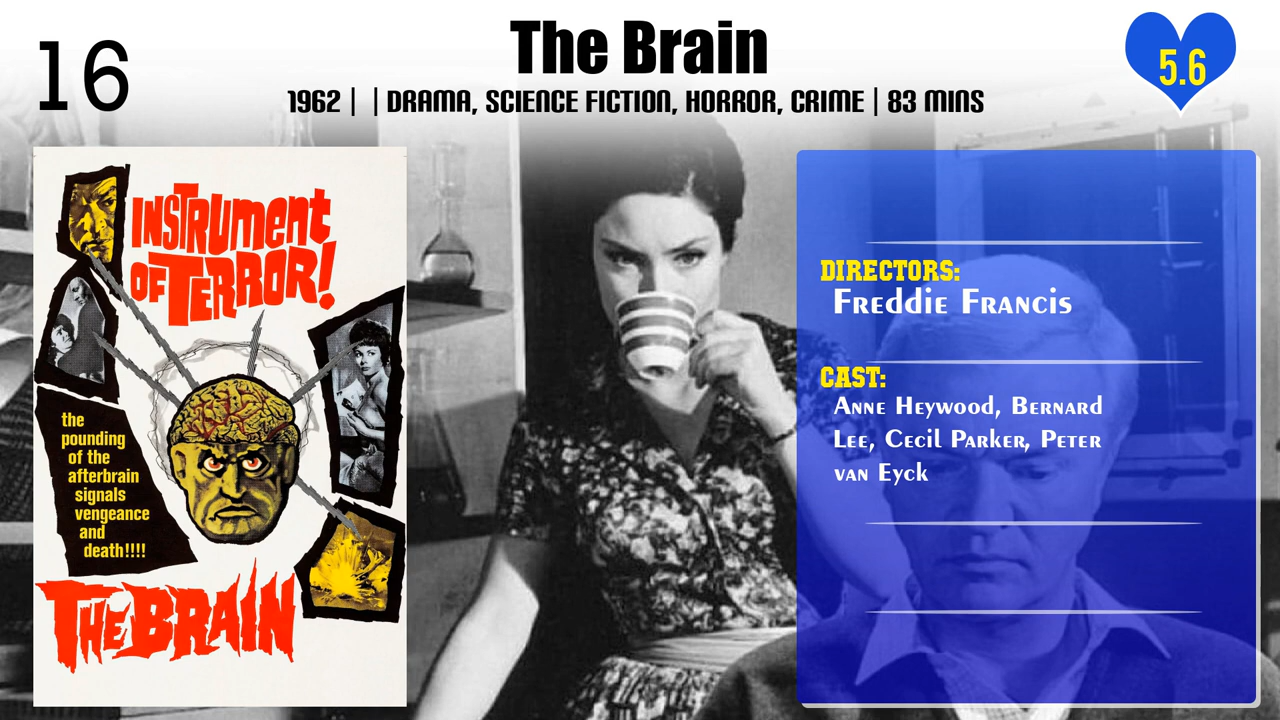 16
The Brain
1962 | | DRAMA, SCIENCE FICTION, HORROR, CRIME | 83 MINS
5.6
INSTRUMENT
OF TERROR!
the
pounding
of the
afterbrain
signals
vengeance
and
death!!!!
THE BRAIN
DIRECTORS:
Freddie Francis
CAST:
Anne Heywood, Bernard
Lee, Cecil Parker, Peter
van Eyck